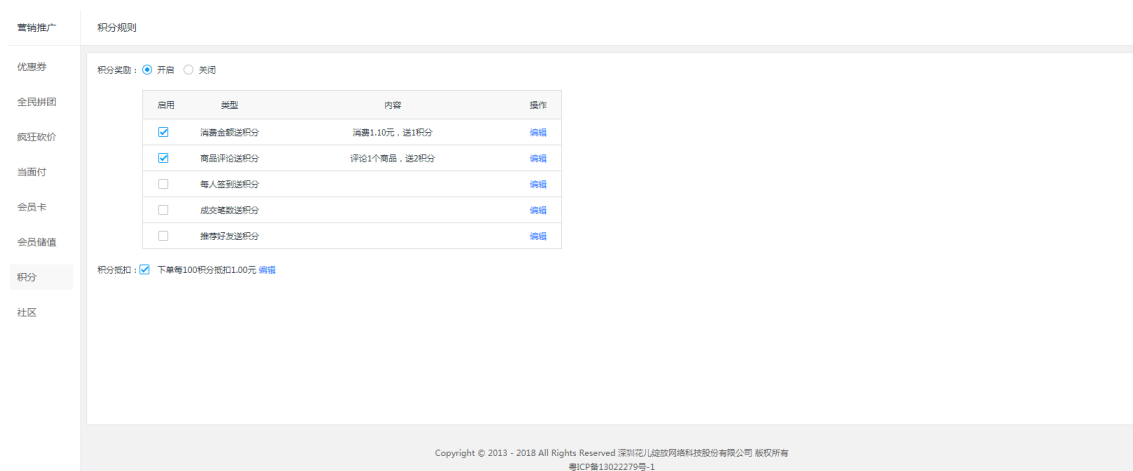 营销推广
积分规则
优惠券
全民拼团
疯狂砍价
当面付
会员卡
会员储值
积分
社区
积分奖励： 开启 关闭
启用 类型 内容 操作
消费金额送积分 消费1.10元，送1积分 编辑
商品评论送积分 评论1个商品，送2积分 编辑
每人签到送积分 编辑
成交笔数送积分 编辑
推荐好友送积分 编辑
积分抵扣： 下单每100积分抵扣1.00元 编辑
Copyright © 2013 - 2018 All Rights Reserved 深圳花儿绽放网络科技股份有限公司 版权所有
粤ICP备13022279号-1